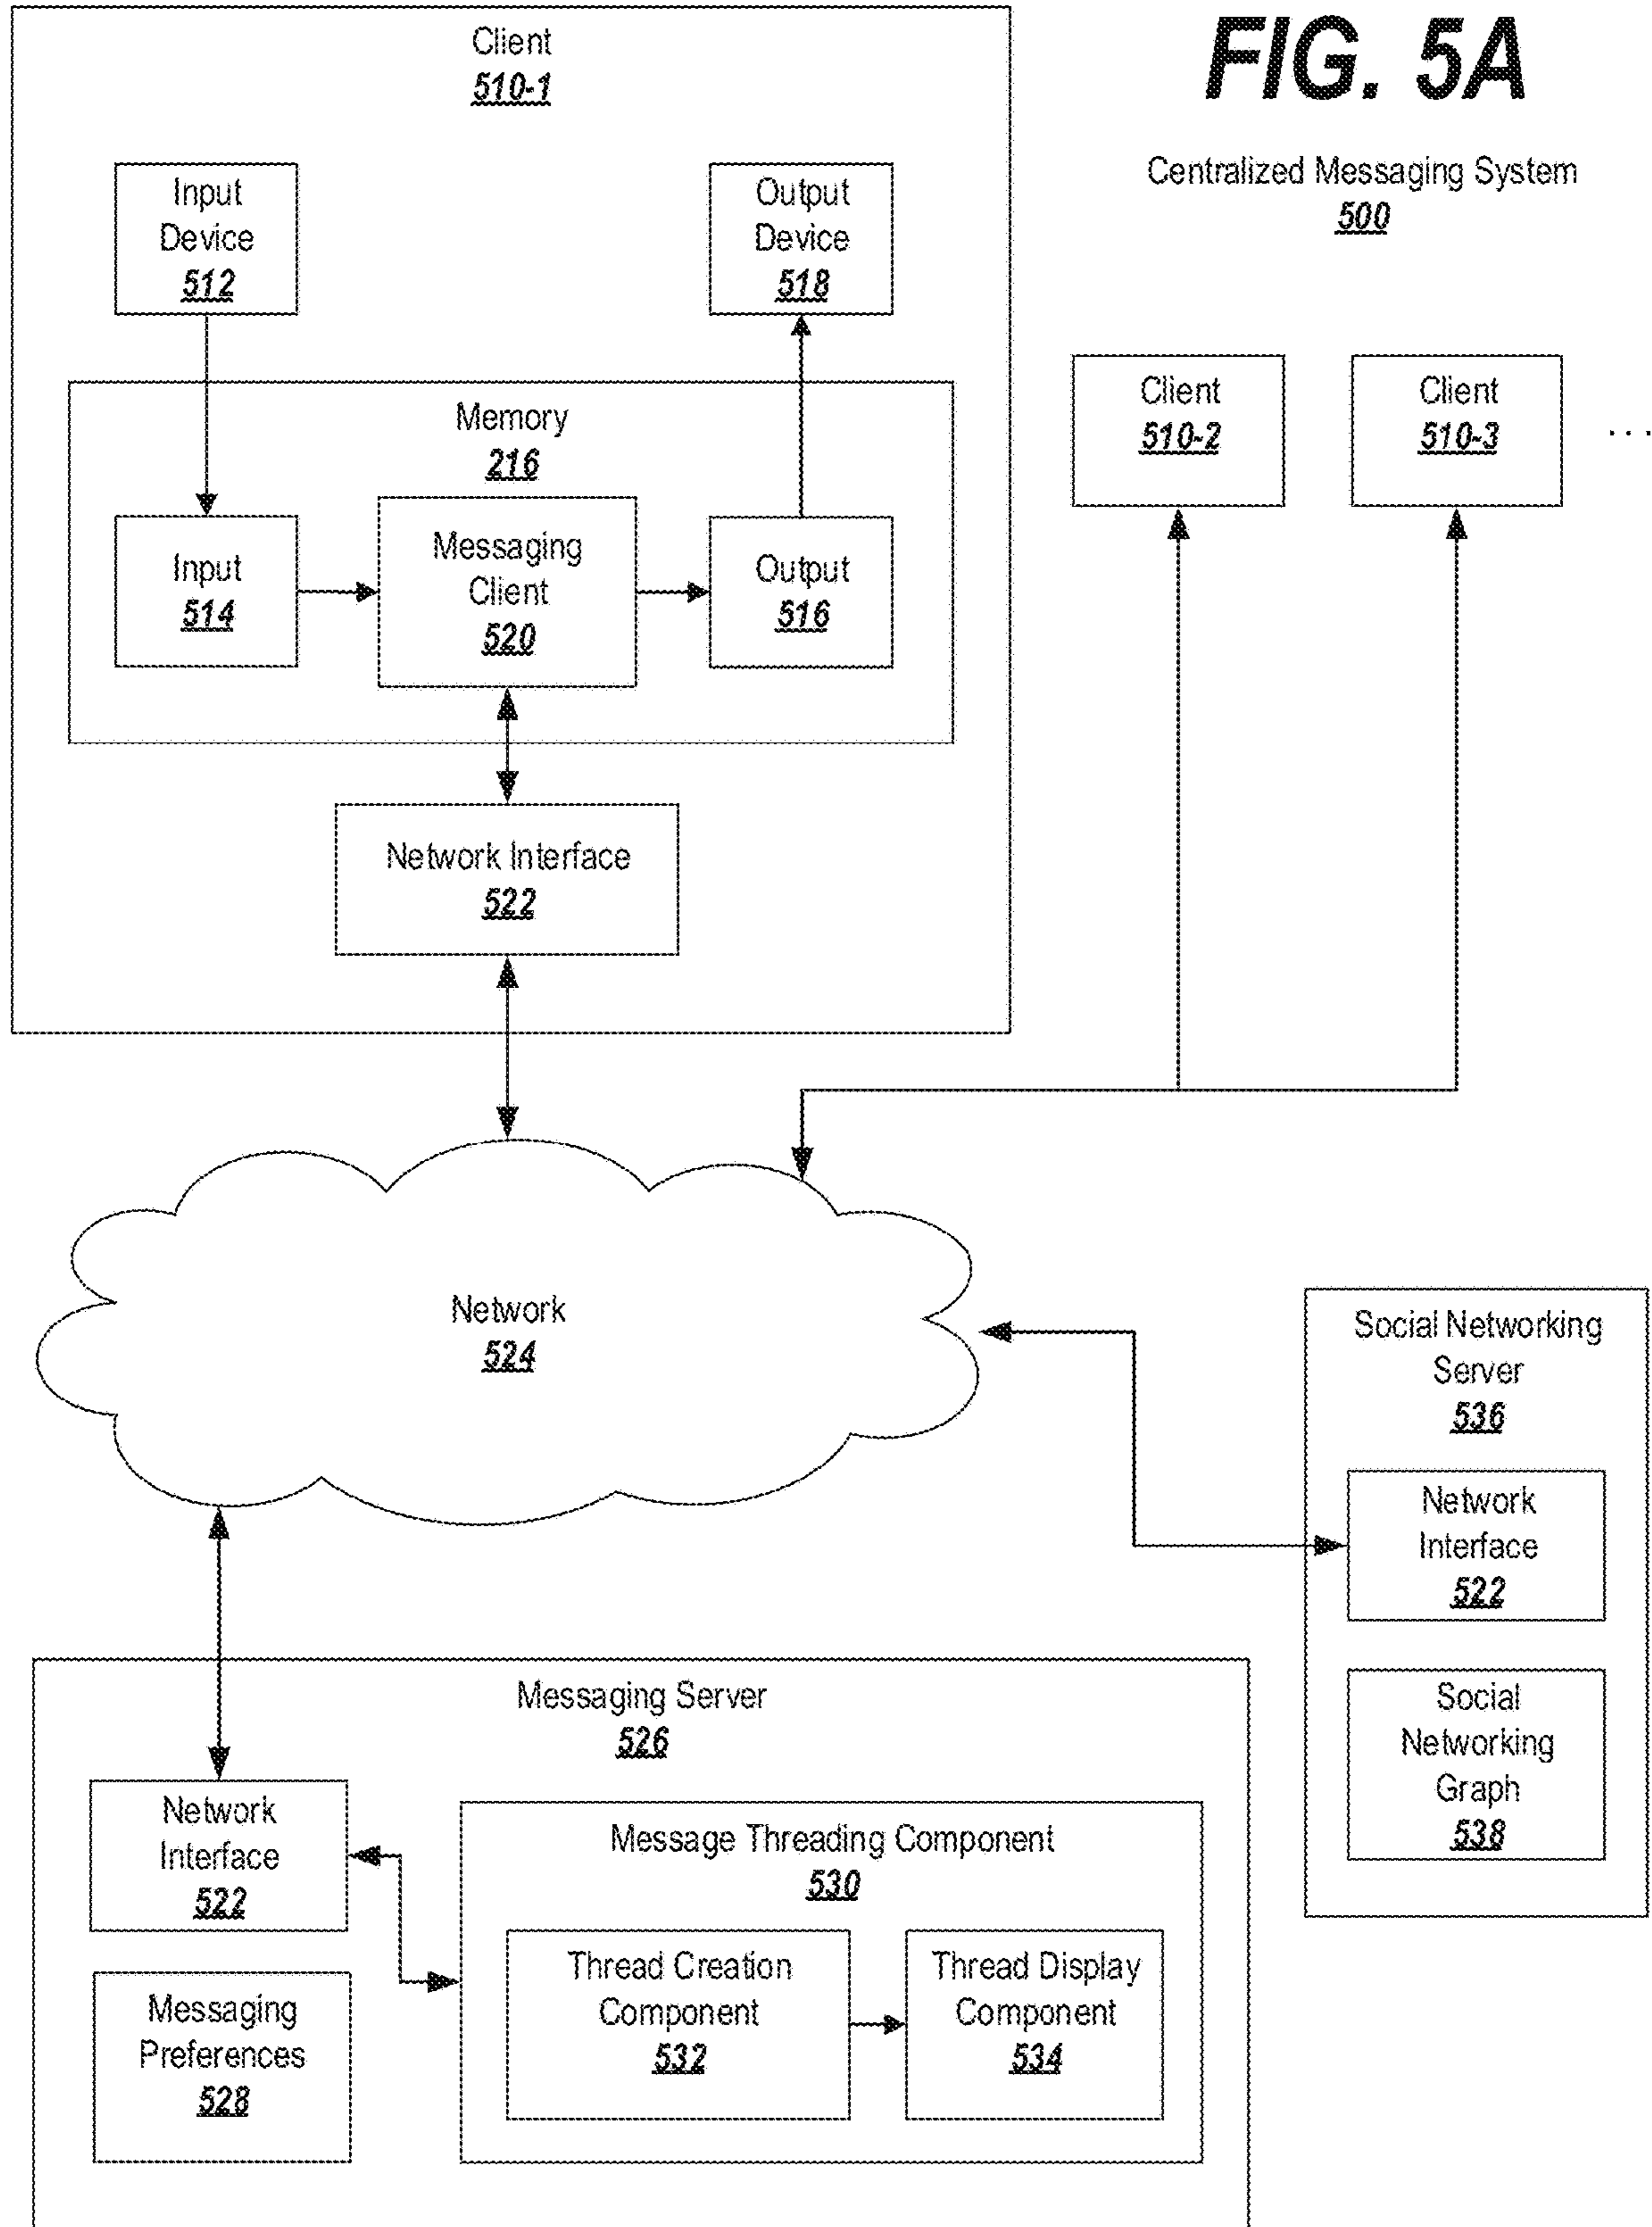 FIG. 5A
Centralized Messaging System
500
Client
510-1
Input
Device
512
Output
Device
518
Memory
216
Input
514
Messaging
Client
520
Output
516
Network Interface
522
Client
510-2
Client
510-3
. . .
Network
524
Social Networking
Server
536
Network
Interface
522
Social
Networking
Graph
538
Messaging Server
526
Network
Interface
522
Messaging
Preferences
528
Message Threading Component
530
Thread Creation
Component
532
Thread Display
Component
534